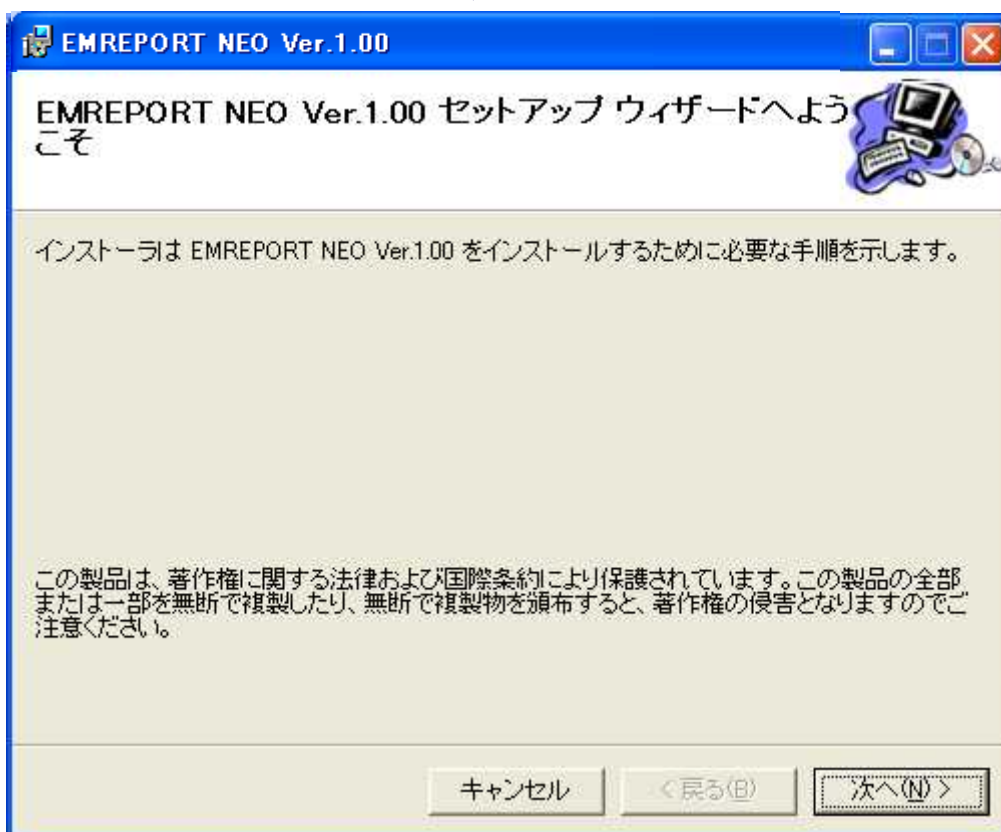 EMREPORT NEO Ver.1.00
EMREPORT NEO Ver.1.00 セットアップ ウィザードへよう
こそ
インストーラは EMREPORT NEO Ver.1.00 をインストールするために必要な手順を示します。
この製品は、著作権に関する法律および国際条約により保護されています。この製品の全部
または一部を無断で複製したり、無断で複製物を頒布すると、著作権の侵害となりますのでご
注意ください。
キャンセル
< 戻る(B)
次へ(N) >